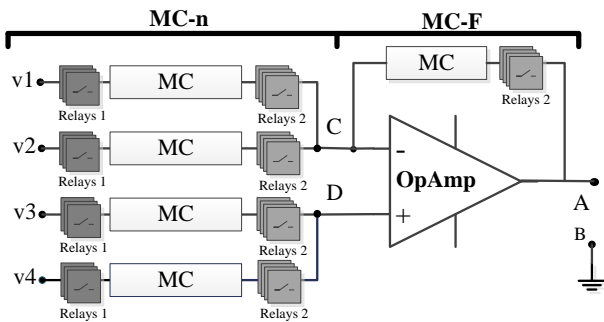 MC-n
MC-F
MC
Relays 2
v1
Relays 1
MC
Relays 2
C
v2
Relays 1
MC
Relays 2
-
OpAmp
A
D
v3
Relays 1
MC
Relays 2
+
B
v4
Relays 1
MC
Relays 2